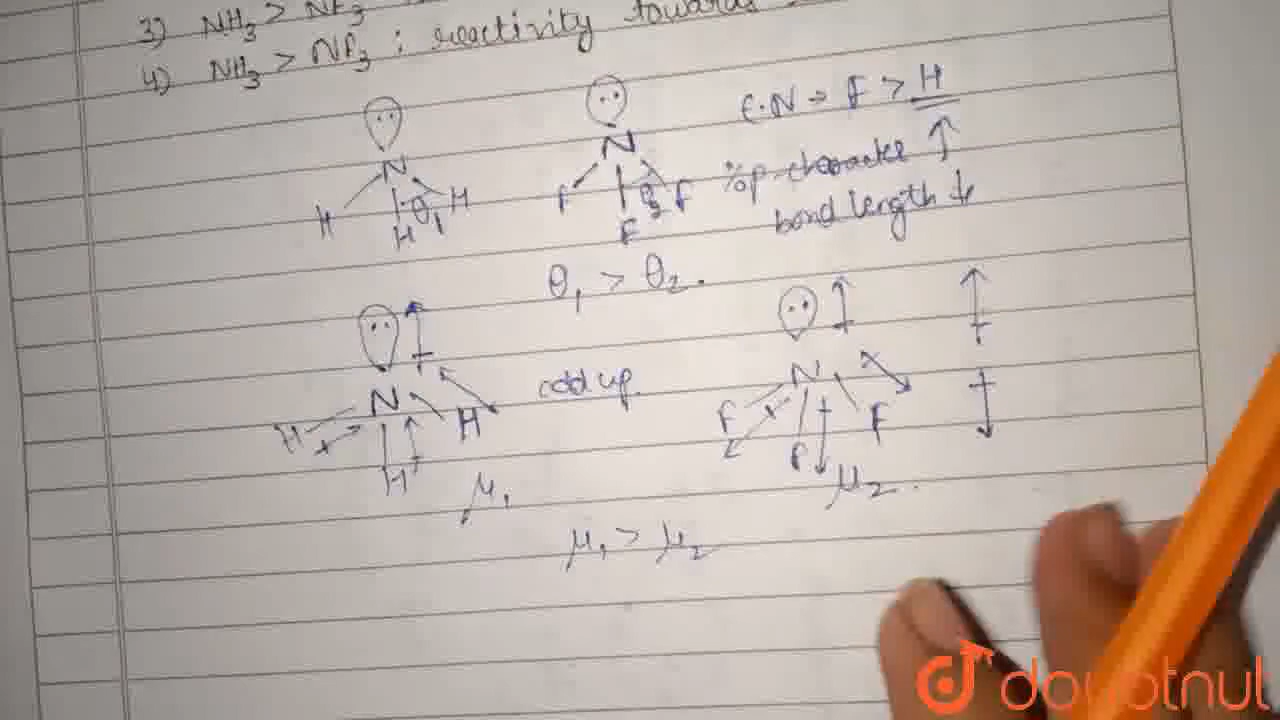 3) NH3 > NF3
4) NH3 > NF3 : reactivity towards
N
H H H θ1
N
F F F θ2
E.N → F > H
%p-character ↑
bond length ↓
θ1 > θ2.
N
H H H
add up.
N
F F F
μ1
μ2.
μ1 > μ2
doubtnut